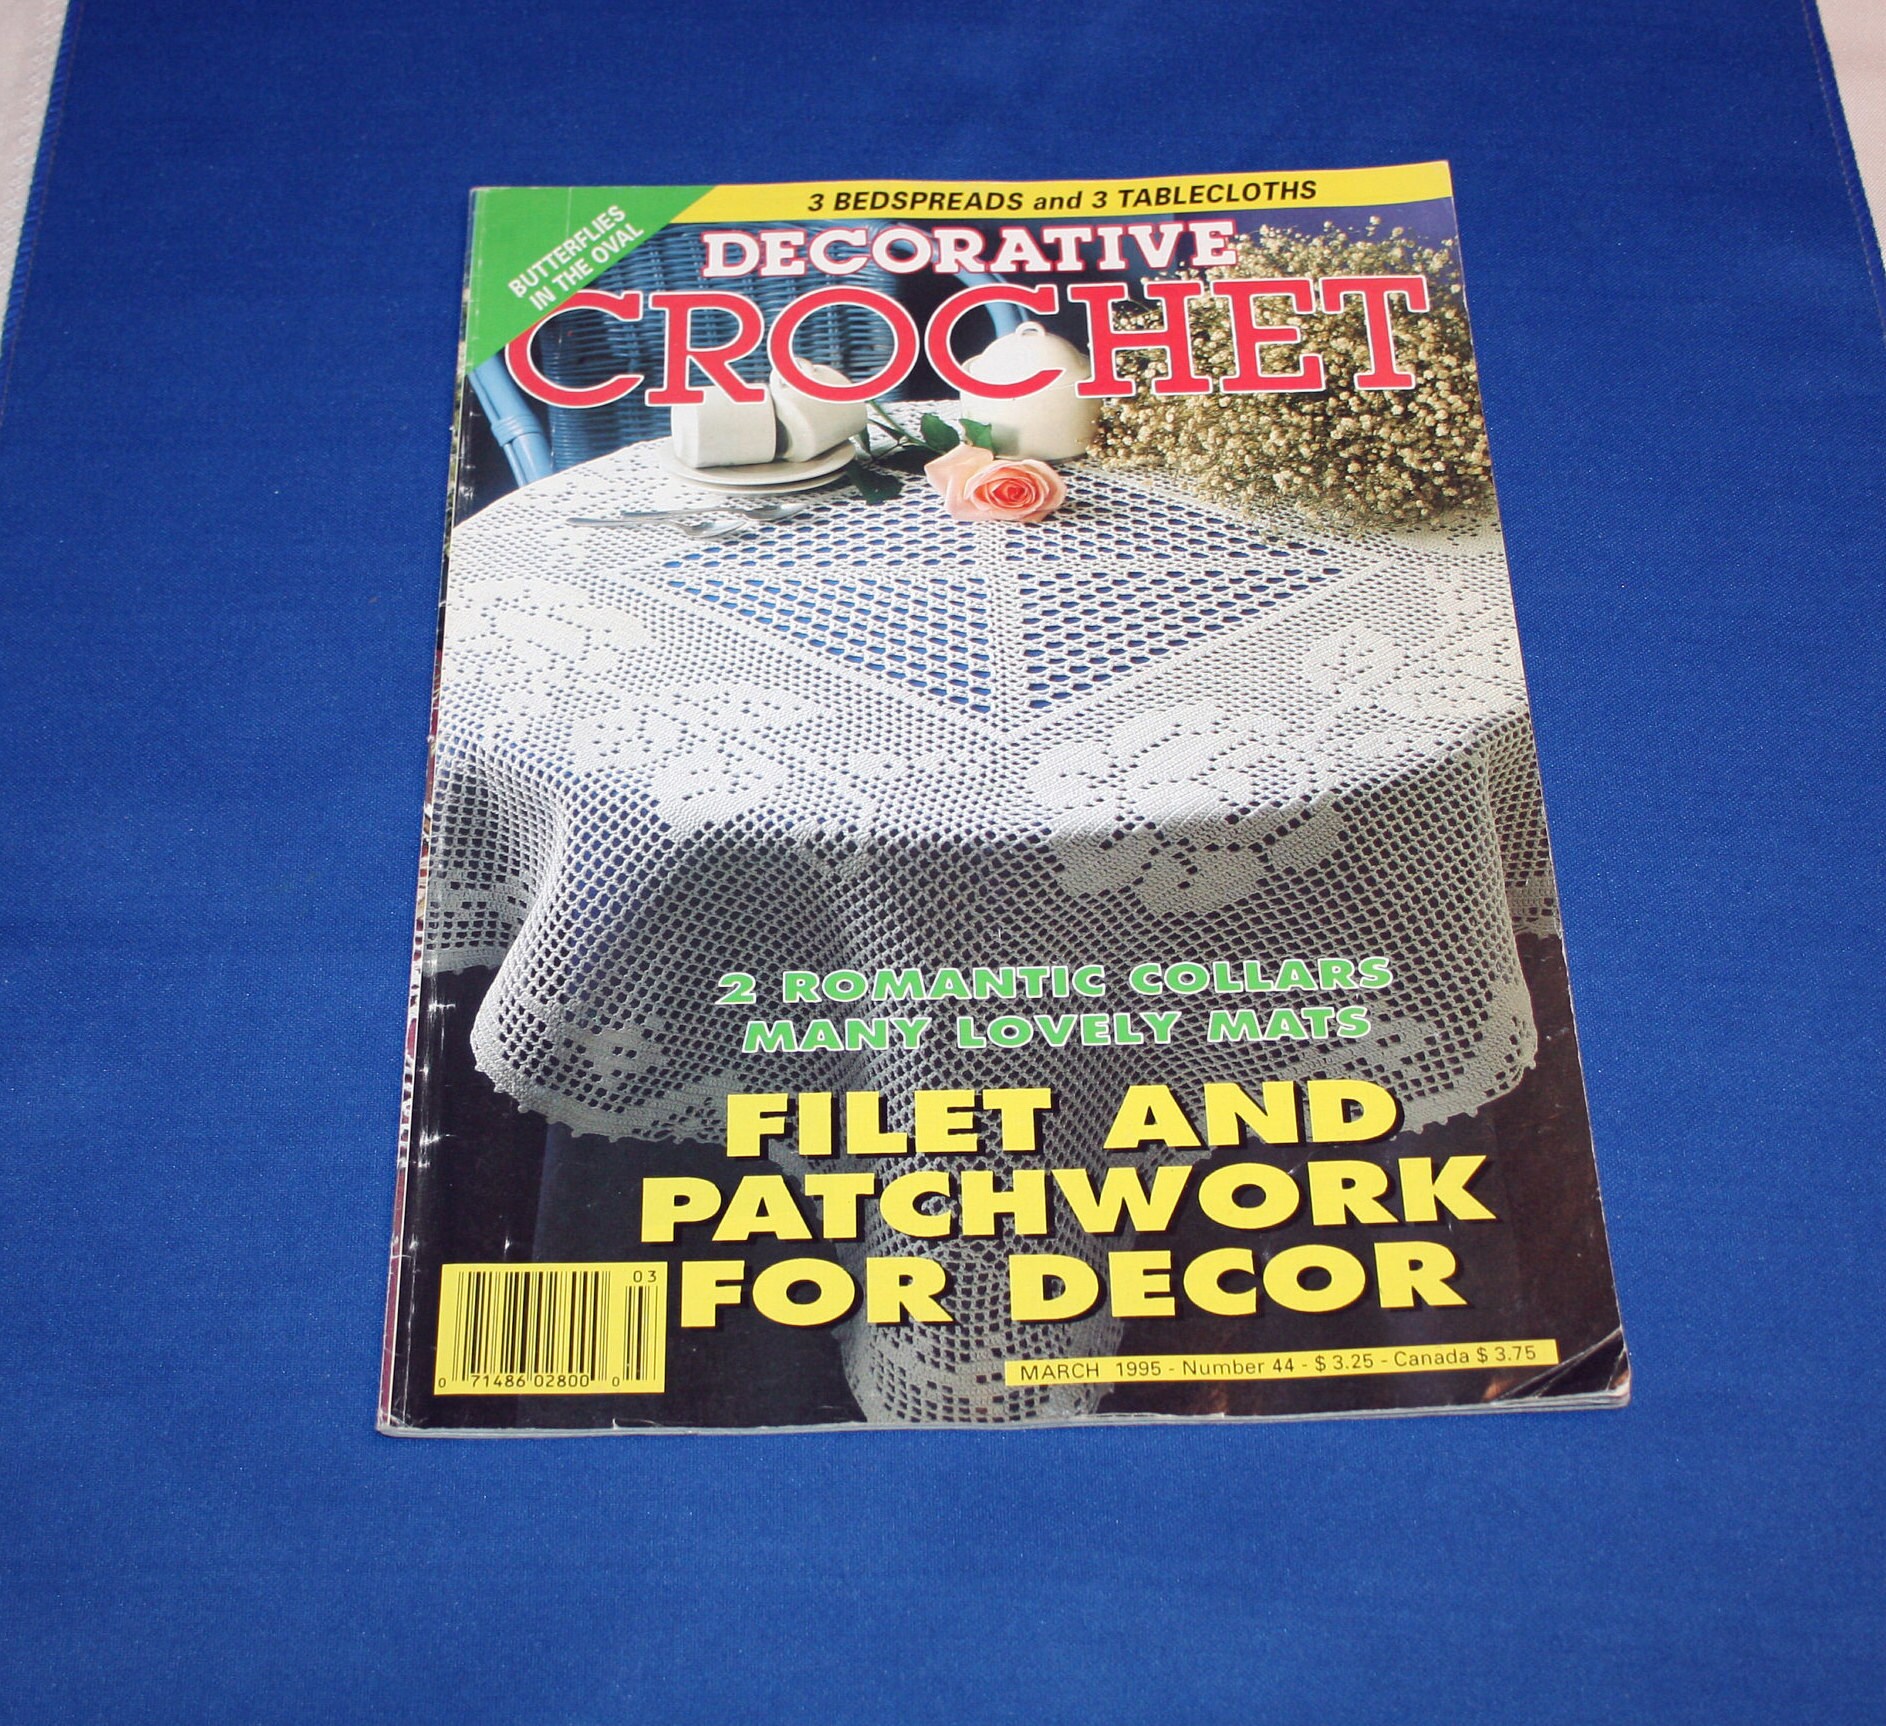 3 BEDSPREADS and 3 TABLECLOTHS
BUTTERFLIES
IN THE OVAL
DECORATIVE
CROCHET
2 ROMANTIC COLLARS
MANY LOVELY MATS
FILET AND
PATCHWORK
FOR DECOR
03
0 71486 02800 0
MARCH 1995 - Number 44 - $ 3.25 - Canada $ 3.75